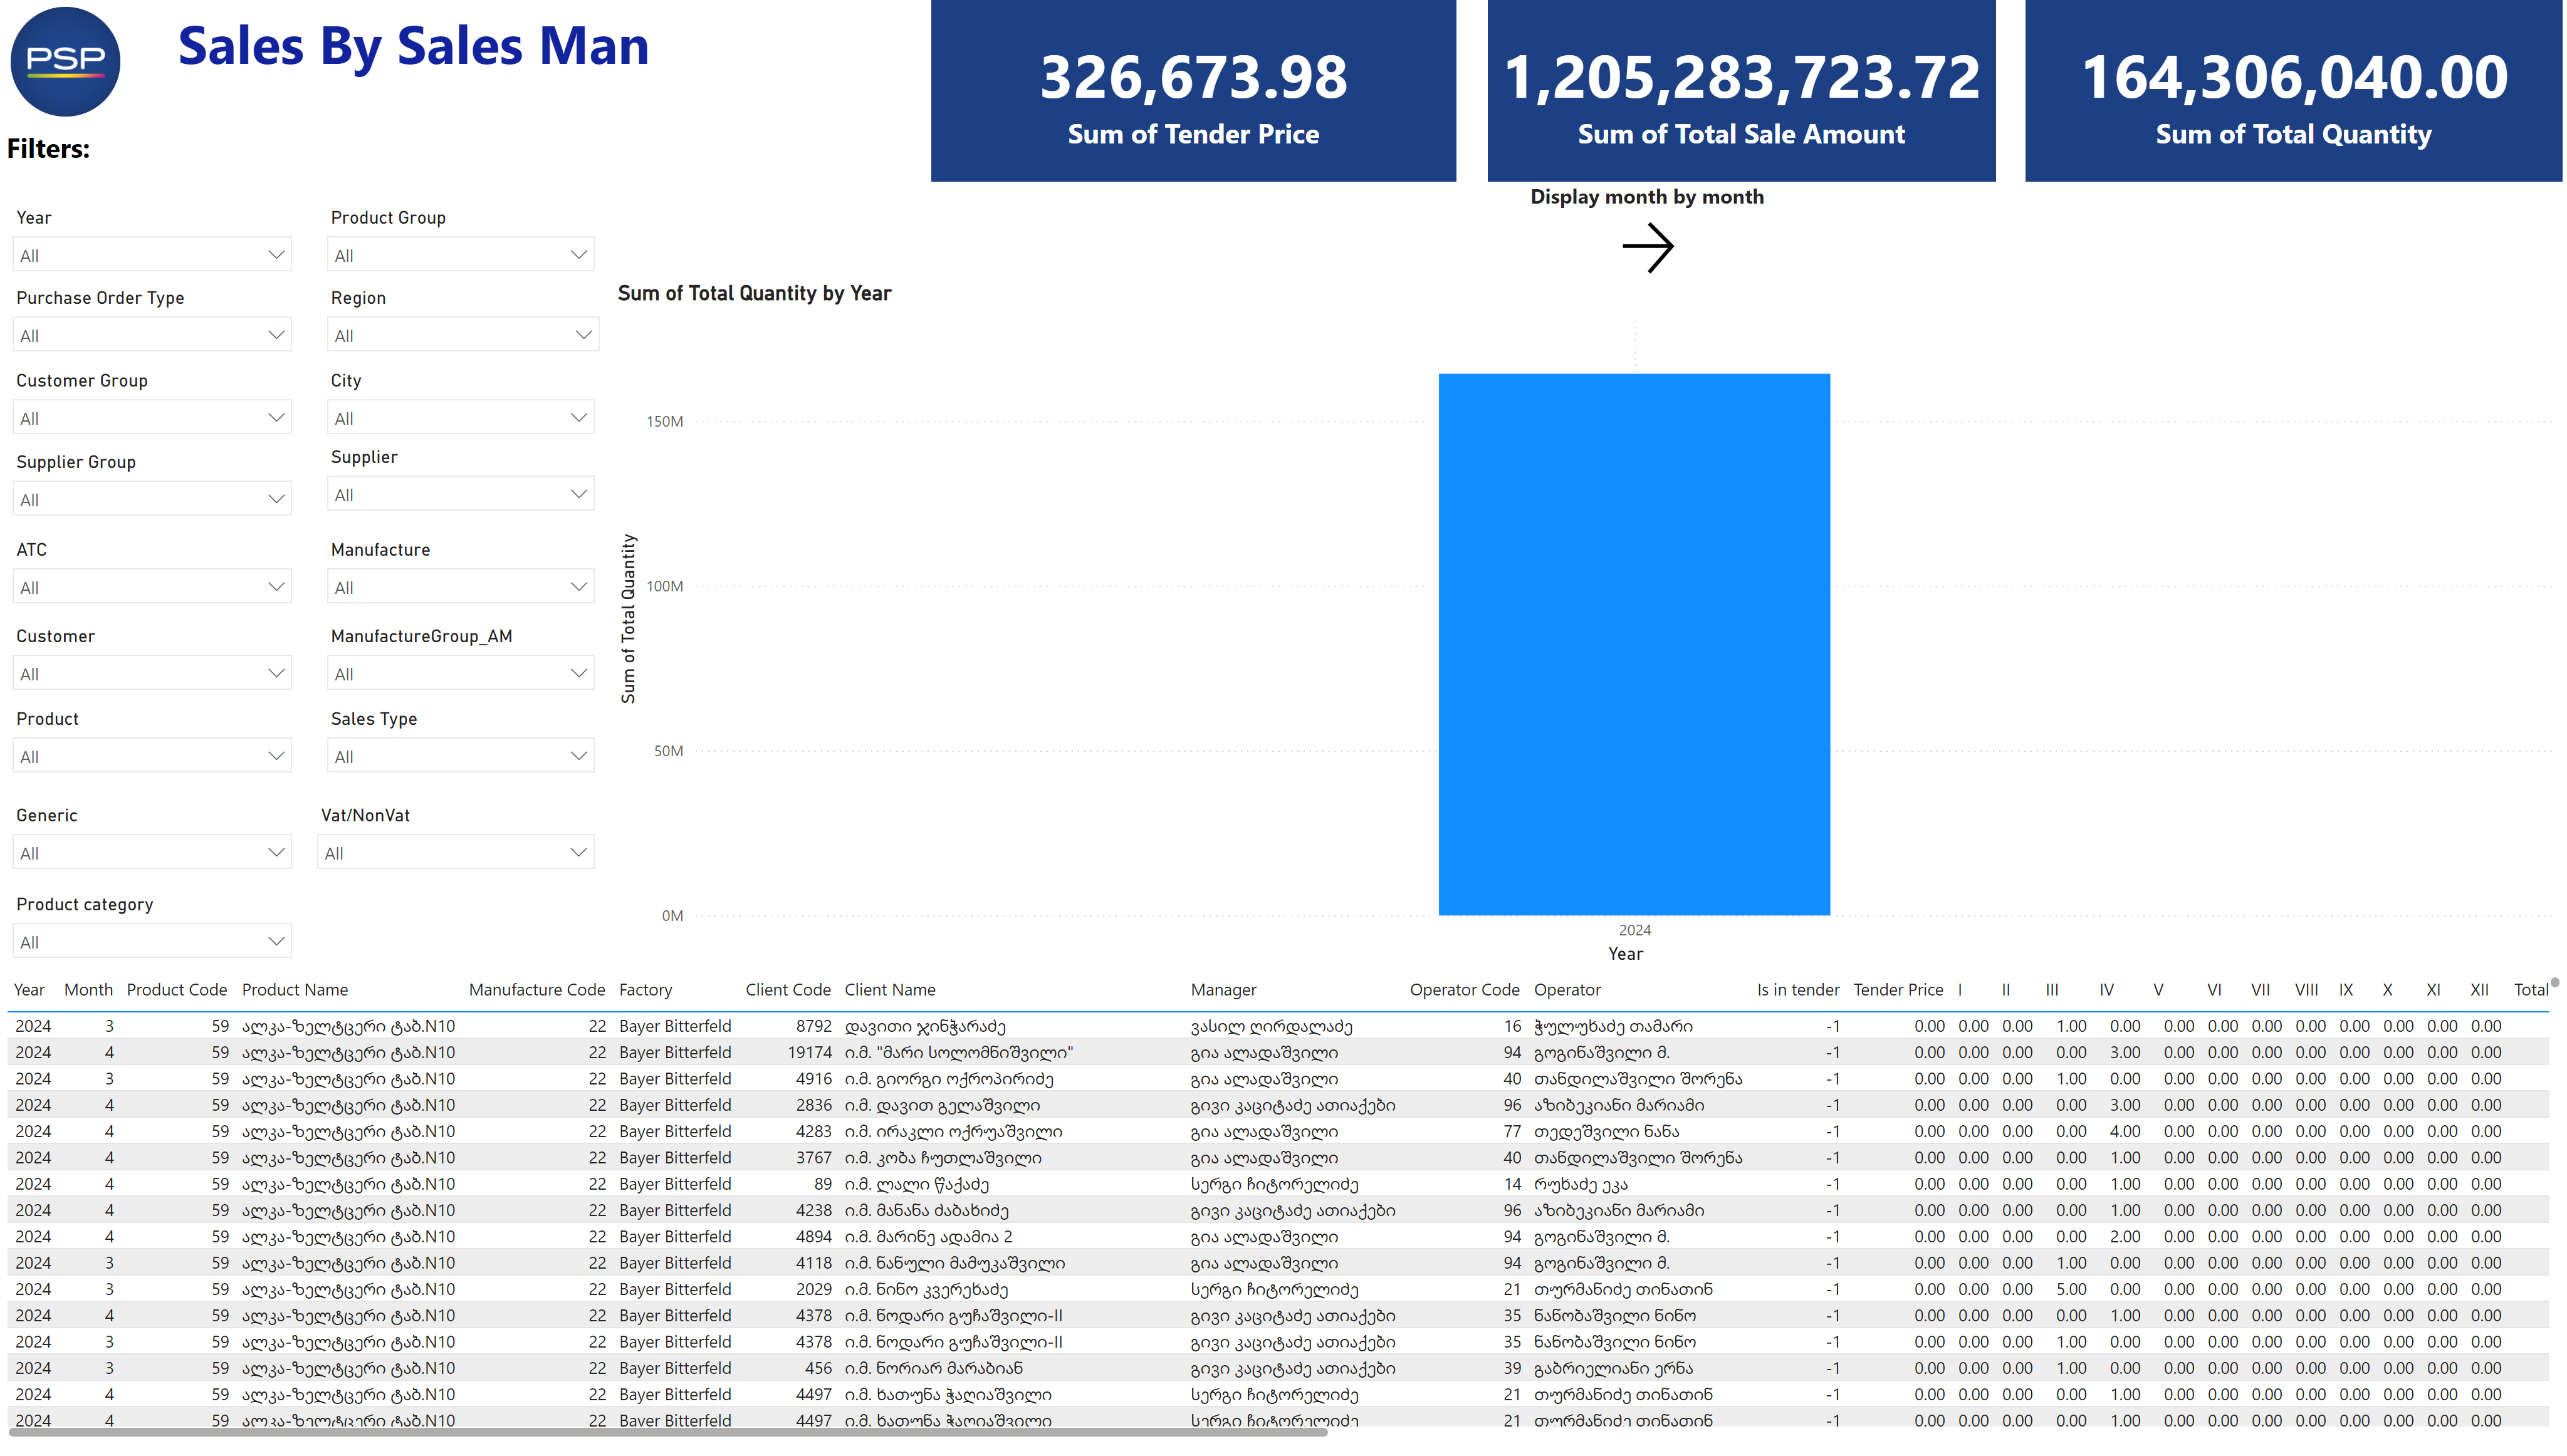 PSP
Sales By Sales Man
326,673.98
Sum of Tender Price
1,205,283,723.72
Sum of Total Sale Amount
164,306,040.00
Sum of Total Quantity
Filters:
Display month by month
Year
All
Product Group
All
Purchase Order Type
All
Region
All
Customer Group
All
City
All
Supplier Group
All
Supplier
All
ATC
All
Manufacture
All
Customer
All
ManufactureGroup_AM
All
Product
All
Sales Type
All
Generic
All
Vat/NonVat
All
Product category
All
Sum of Total Quantity by Year
Sum of Total Quantity
150M
100M
50M
0M
2024
Year
Year Month Product Code Product Name Manufacture Code Factory Client Code Client Name Manager Operator Code Operator Is in tender Tender Price I II III IV V VI VII VIII IX X XI XII Total
2024 3 59 ალკა-ზელტცერი ტაბ.N10 22 Bayer Bitterfeld 8792 დავითი ჯინჭარაძე ვასილ ღირდალაძე 16 ჭულუხაძე თამარი -1 0.00 0.00 0.00 1.00 0.00 0.00 0.00 0.00 0.00 0.00 0.00 0.00 0.00
2024 4 59 ალკა-ზელტცერი ტაბ.N10 22 Bayer Bitterfeld 19174 ი.მ. "მარი სოლომნიშვილი" გია ალადაშვილი 94 გოგინაშვილი მ. -1 0.00 0.00 0.00 0.00 3.00 0.00 0.00 0.00 0.00 0.00 0.00 0.00 0.00
2024 3 59 ალკა-ზელტცერი ტაბ.N10 22 Bayer Bitterfeld 4916 ი.მ. გიორგი ოქროპირიძე გია ალადაშვილი 40 თანდილაშვილი შორენა -1 0.00 0.00 0.00 1.00 0.00 0.00 0.00 0.00 0.00 0.00 0.00 0.00 0.00
2024 4 59 ალკა-ზელტცერი ტაბ.N10 22 Bayer Bitterfeld 2836 ი.მ. დავით გელაშვილი გივი კაციტაძე ათიაქები 96 აზიბეკიანი მარიამი -1 0.00 0.00 0.00 0.00 3.00 0.00 0.00 0.00 0.00 0.00 0.00 0.00 0.00
2024 4 59 ალკა-ზელტცერი ტაბ.N10 22 Bayer Bitterfeld 4283 ი.მ. ირაკლი ოქრუაშვილი გია ალადაშვილი 77 თედეშვილი ნანა -1 0.00 0.00 0.00 0.00 4.00 0.00 0.00 0.00 0.00 0.00 0.00 0.00 0.00
2024 4 59 ალკა-ზელტცერი ტაბ.N10 22 Bayer Bitterfeld 3767 ი.მ. კობა ჩუთლაშვილი გია ალადაშვილი 40 თანდილაშვილი შორენა -1 0.00 0.00 0.00 0.00 1.00 0.00 0.00 0.00 0.00 0.00 0.00 0.00 0.00
2024 4 59 ალკა-ზელტცერი ტაბ.N10 22 Bayer Bitterfeld 89 ი.მ. ლალი წაქაძე სერგი ჩიტორელიძე 14 რუხაძე ეკა -1 0.00 0.00 0.00 0.00 1.00 0.00 0.00 0.00 0.00 0.00 0.00 0.00 0.00
2024 4 59 ალკა-ზელტცერი ტაბ.N10 22 Bayer Bitterfeld 4238 ი.მ. მანანა ძაბახიძე გივი კაციტაძე ათიაქები 96 აზიბეკიანი მარიამი -1 0.00 0.00 0.00 0.00 1.00 0.00 0.00 0.00 0.00 0.00 0.00 0.00 0.00
2024 4 59 ალკა-ზელტცერი ტაბ.N10 22 Bayer Bitterfeld 4894 ი.მ. მარინე ადამია 2 გია ალადაშვილი 94 გოგინაშვილი მ. -1 0.00 0.00 0.00 0.00 2.00 0.00 0.00 0.00 0.00 0.00 0.00 0.00 0.00
2024 3 59 ალკა-ზელტცერი ტაბ.N10 22 Bayer Bitterfeld 4118 ი.მ. ნანული მამუკაშვილი გია ალადაშვილი 94 გოგინაშვილი მ. -1 0.00 0.00 0.00 1.00 0.00 0.00 0.00 0.00 0.00 0.00 0.00 0.00 0.00
2024 3 59 ალკა-ზელტცერი ტაბ.N10 22 Bayer Bitterfeld 2029 ი.მ. ნინო კვერეხაძე სერგი ჩიტორელიძე 21 თურმანიძე თინათინ -1 0.00 0.00 0.00 5.00 0.00 0.00 0.00 0.00 0.00 0.00 0.00 0.00 0.00
2024 4 59 ალკა-ზელტცერი ტაბ.N10 22 Bayer Bitterfeld 4378 ი.მ. ნოდარი გუჩაშვილი-II გივი კაციტაძე ათიაქები 35 ნანობაშვილი ნინო -1 0.00 0.00 0.00 0.00 1.00 0.00 0.00 0.00 0.00 0.00 0.00 0.00 0.00
2024 3 59 ალკა-ზელტცერი ტაბ.N10 22 Bayer Bitterfeld 4378 ი.მ. ნოდარი გუჩაშვილი-II გივი კაციტაძე ათიაქები 35 ნანობაშვილი ნინო -1 0.00 0.00 0.00 1.00 0.00 0.00 0.00 0.00 0.00 0.00 0.00 0.00 0.00
2024 3 59 ალკა-ზელტცერი ტაბ.N10 22 Bayer Bitterfeld 456 ი.მ. ნორიარ მარაბიან გივი კაციტაძე ათიაქები 39 გაბრიელიანი ერნა -1 0.00 0.00 0.00 1.00 0.00 0.00 0.00 0.00 0.00 0.00 0.00 0.00 0.00
2024 4 59 ალკა-ზელტცერი ტაბ.N10 22 Bayer Bitterfeld 4497 ი.მ. ხათუნა ჭაღიაშვილი სერგი ჩიტორელიძე 21 თურმანიძე თინათინ -1 0.00 0.00 0.00 0.00 1.00 0.00 0.00 0.00 0.00 0.00 0.00 0.00 0.00
2024 4 59 ალკა-ზელტცერი ტაბ.N10 22 Bayer Bitterfeld 4497 ი.მ. ხათუნა ჭაღიაშვილი სერგი ჩიტორელიძე 21 თურმანიძე თინათინ -1 0.00 0.00 0.00 0.00 1.00 0.00 0.00 0.00 0.00 0.00 0.00 0.00 0.00